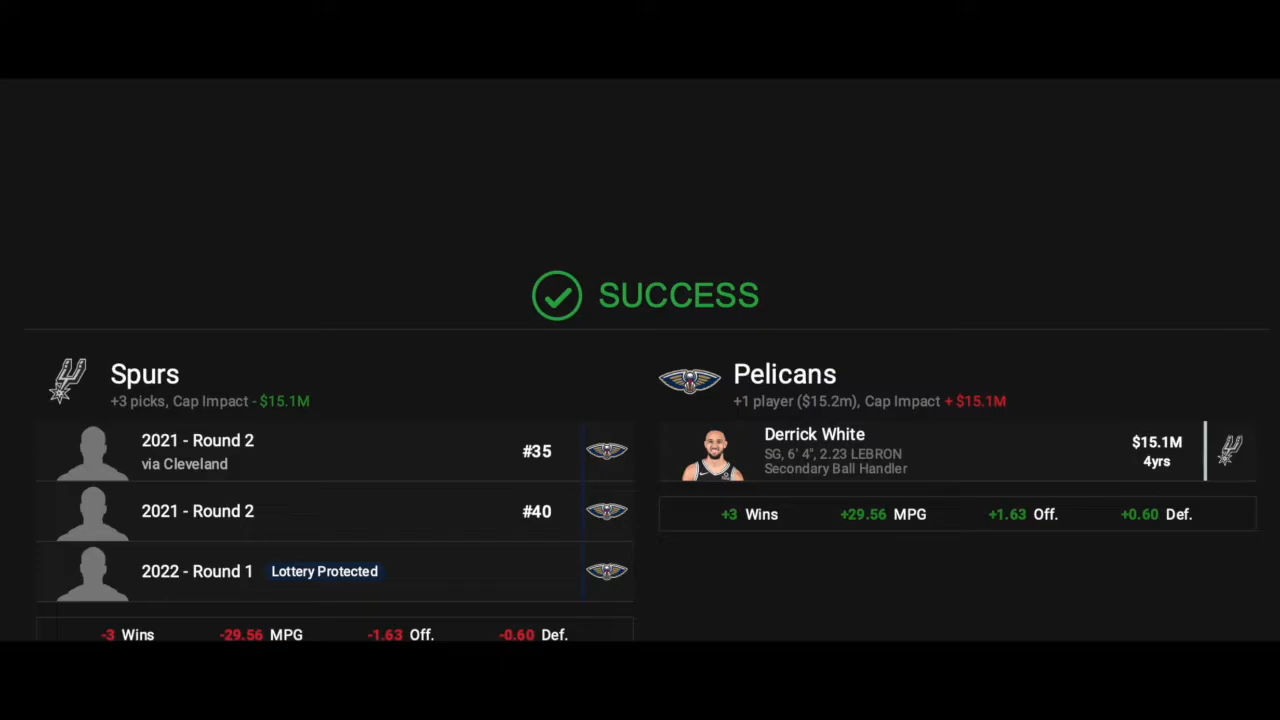 SUCCESS
Spurs
+3 picks, Cap Impact - $15.1M
2021 - Round 2
via Cleveland
#35
2021 - Round 2
#40
2022 - Round 1 Lottery Protected
-3 Wins -29.56 MPG -1.63 Off. -0.60 Def.
Pelicans
+1 player ($15.2m), Cap Impact + $15.1M
Derrick White
SG, 6' 4", 2.23 LEBRON
Secondary Ball Handler
$15.1M
4yrs
+3 Wins +29.56 MPG +1.63 Off. +0.60 Def.